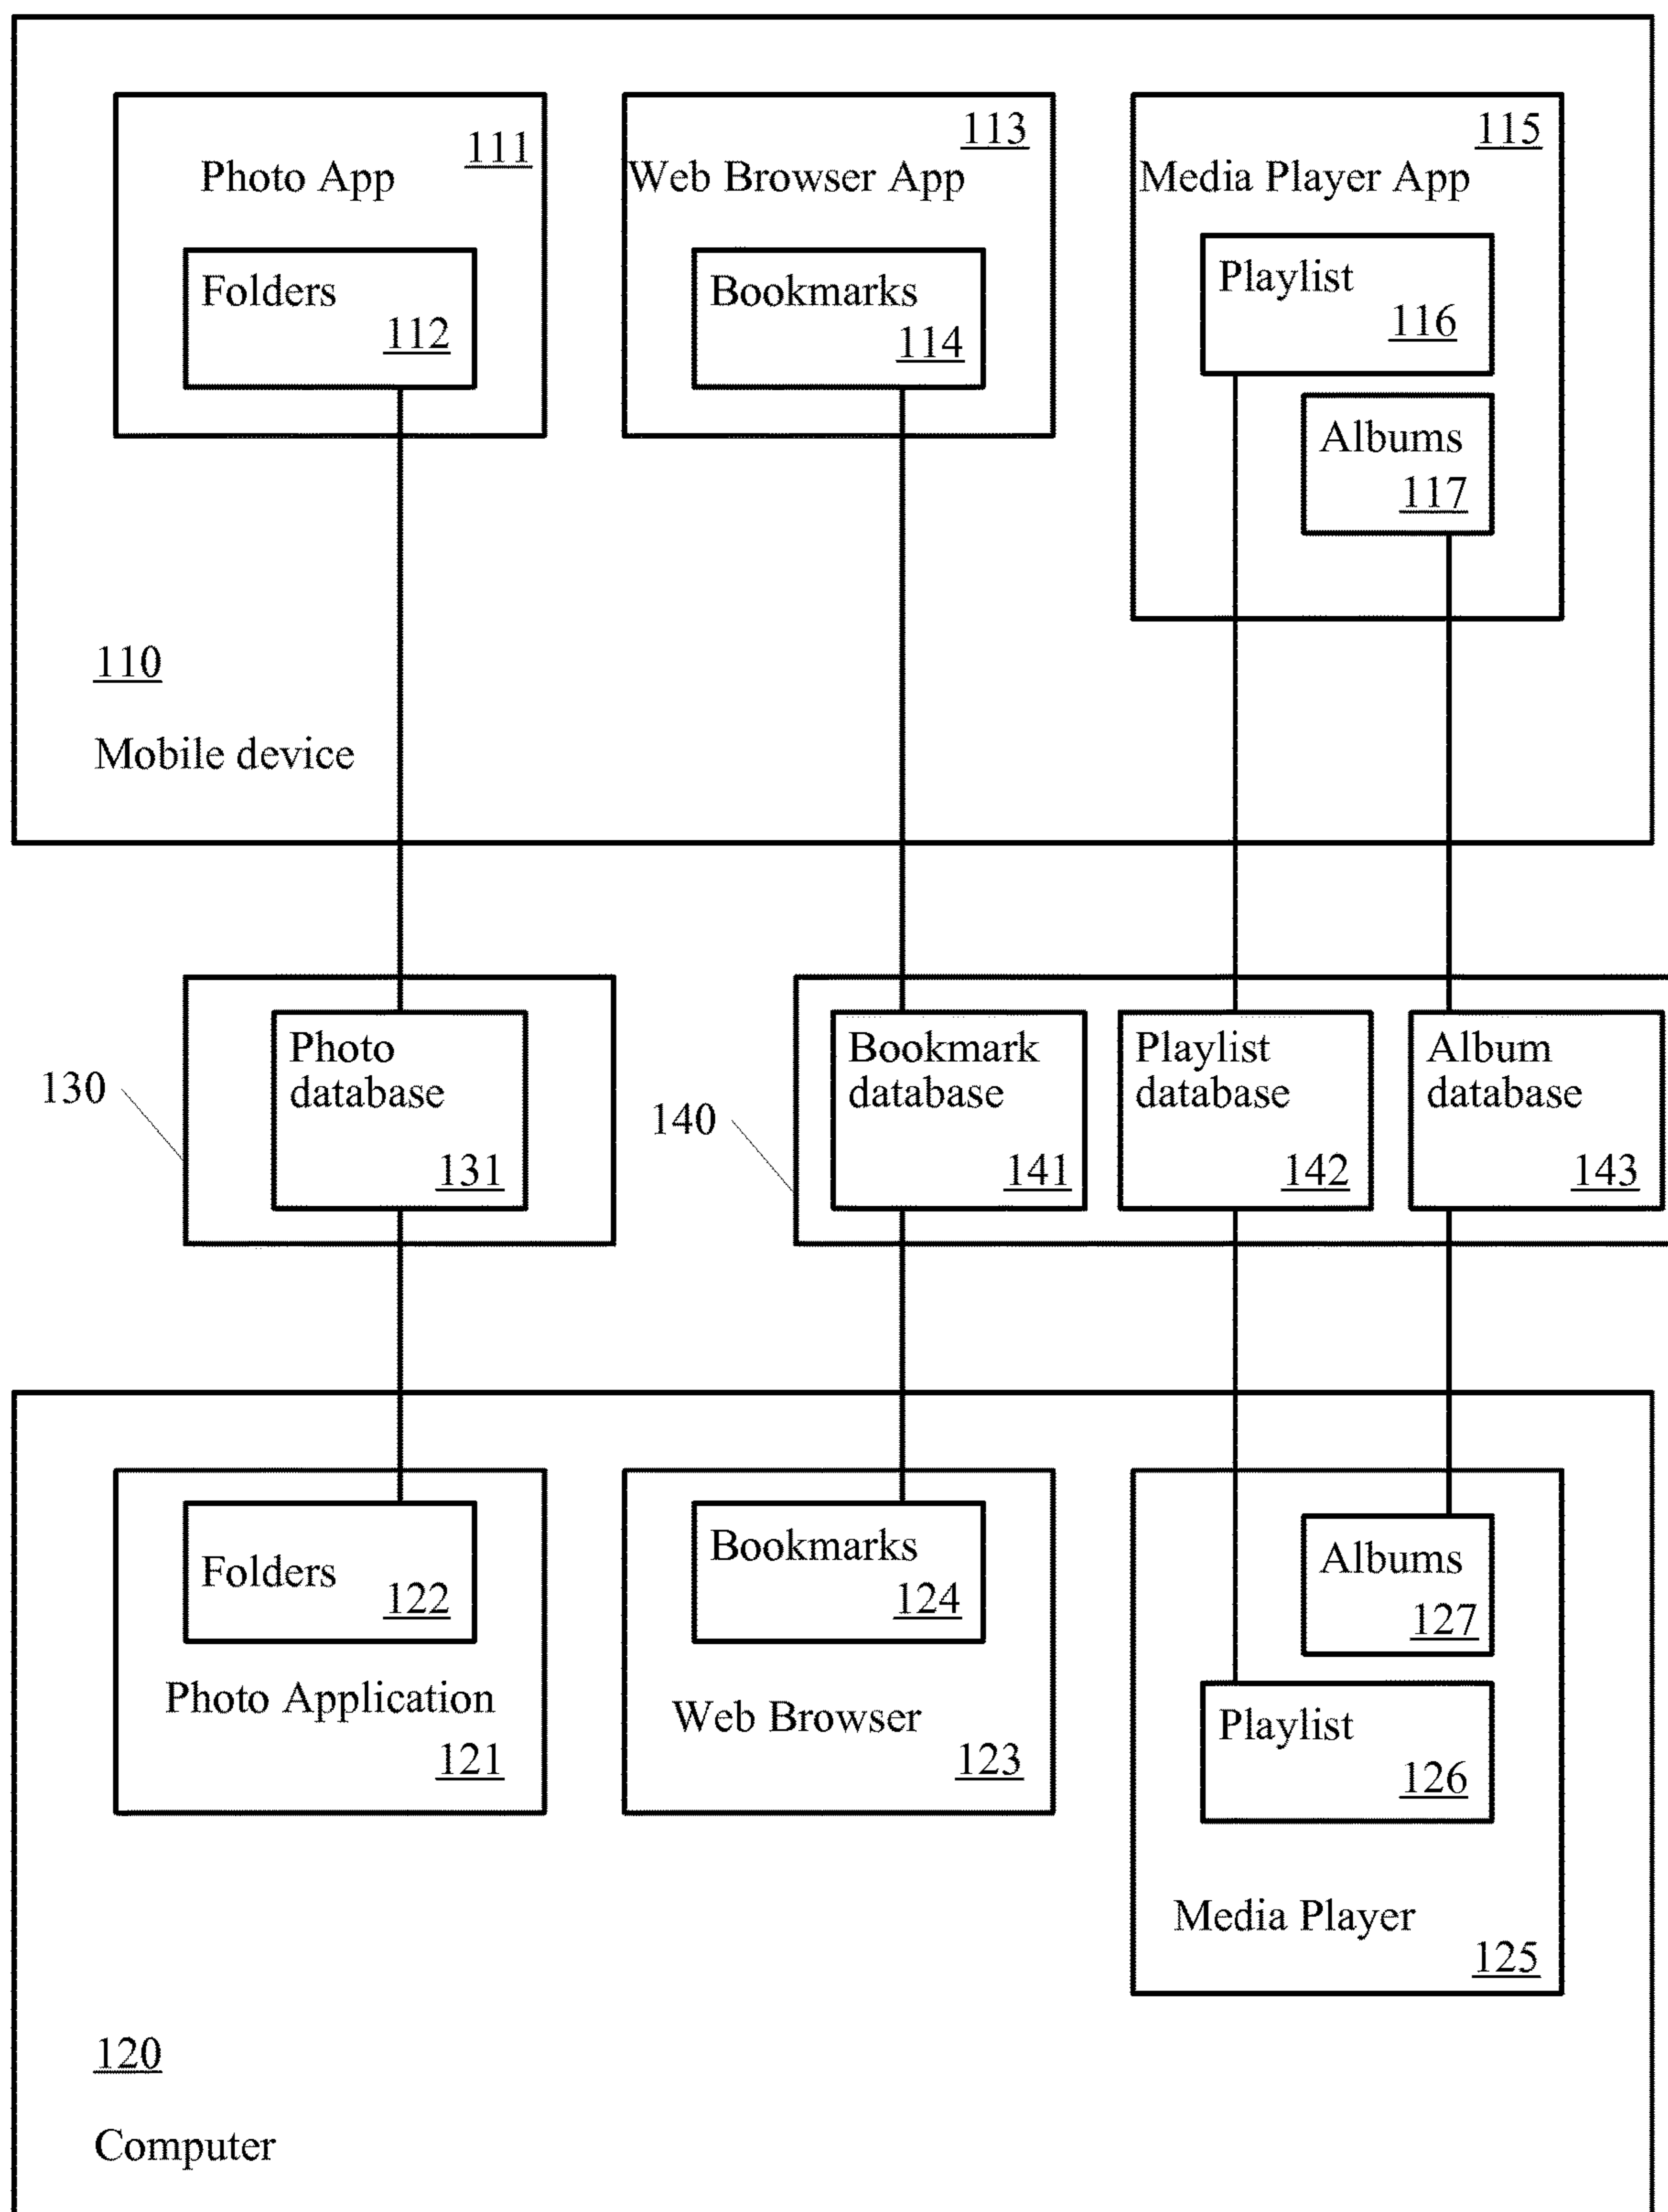 111
Photo App
Folders
112
113
Web Browser App
Bookmarks
114
115
Media Player App
Playlist
116
Albums
117
110
Mobile device
130
Photo
database
131
140
Bookmark
database
141
Playlist
database
142
Album
database
143
Folders
122
Photo Application
121
Bookmarks
124
Web Browser
123
Albums
127
Playlist
126
Media Player
125
120
Computer